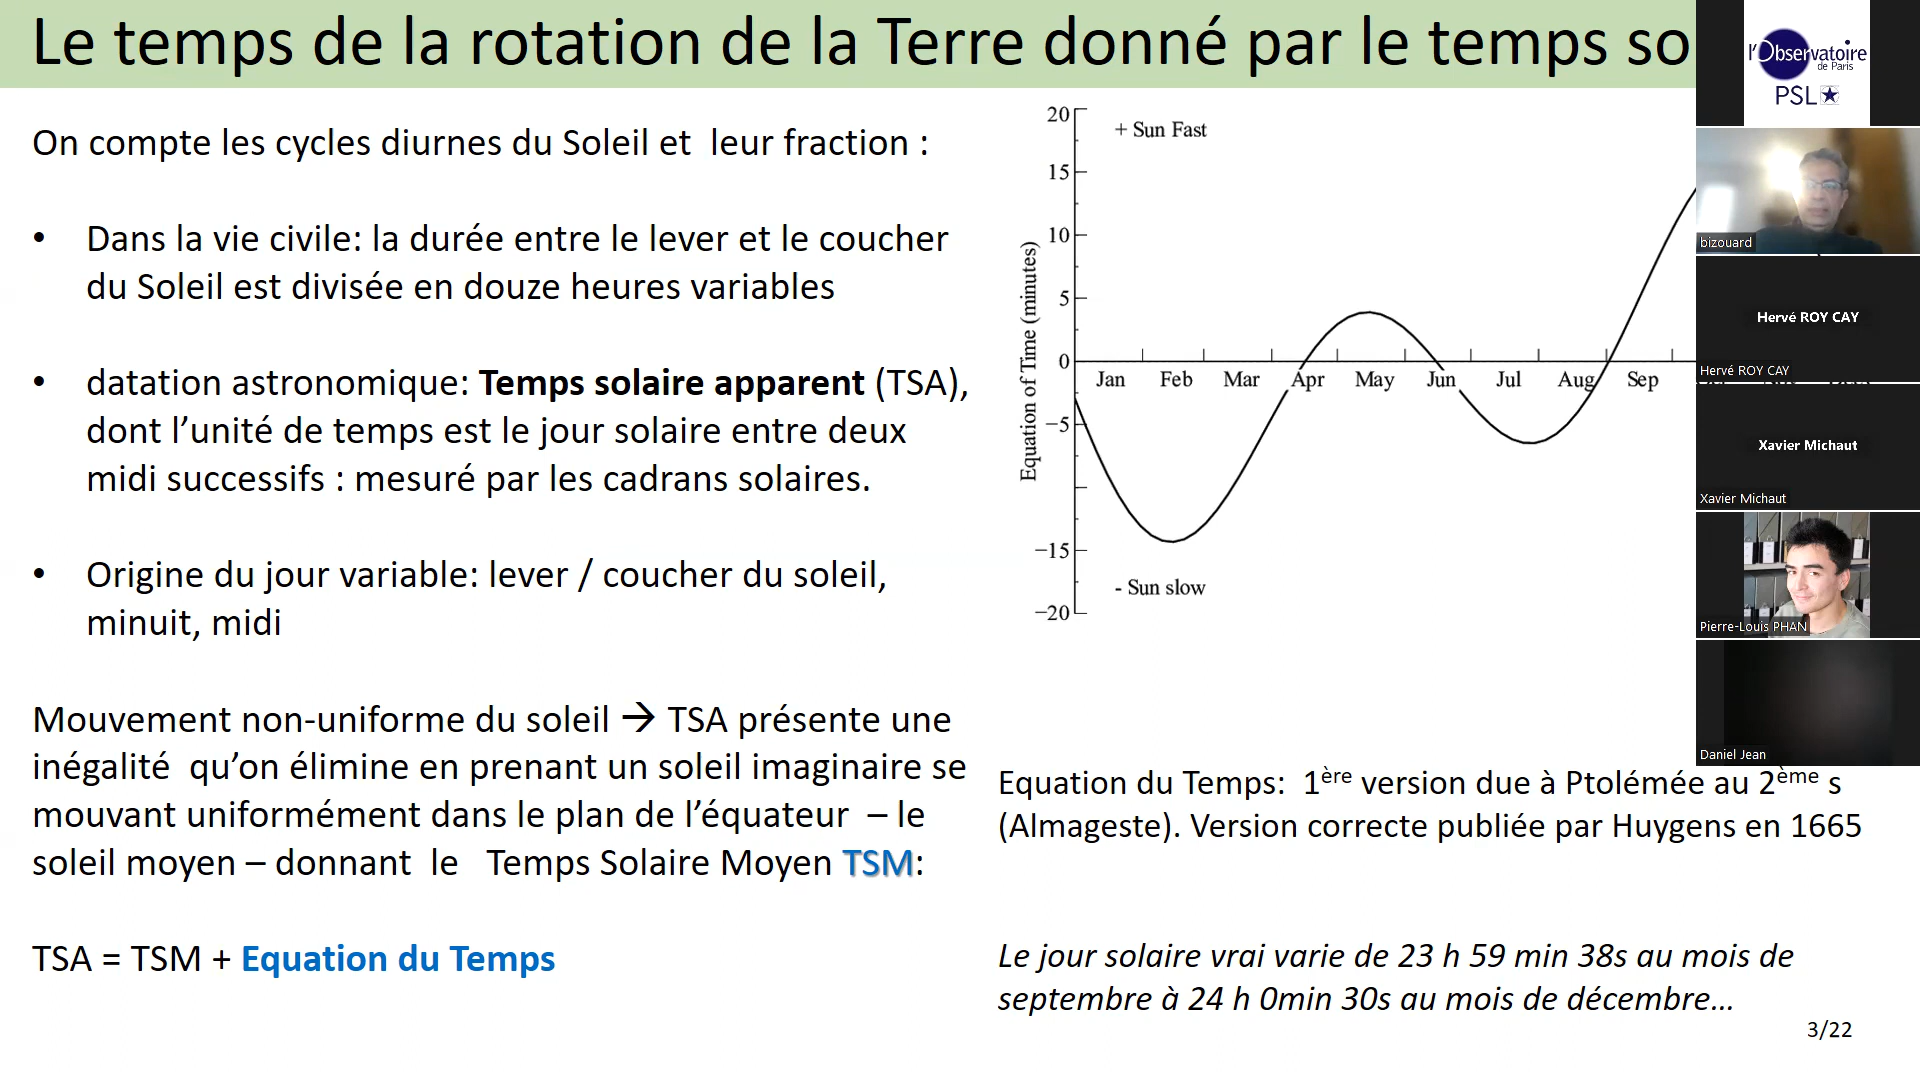 Le temps de la rotation de la Terre donné par le temps so
On compte les cycles diurnes du Soleil et  leur fraction :
• Dans la vie civile: la durée entre le lever et le coucher
du Soleil est divisée en douze heures variables
• datation astronomique: Temps solaire apparent (TSA),
dont l’unité de temps est le jour solaire entre deux
midi successifs : mesuré par les cadrans solaires.
• Origine du jour variable: lever / coucher du soleil,
minuit, midi
Mouvement non-uniforme du soleil → TSA présente une
inégalité  qu’on élimine en prenant un soleil imaginaire se
mouvant uniformément dans le plan de l’équateur  – le
soleil moyen – donnant  le   Temps Solaire Moyen TSM:
TSA = TSM + Equation du Temps
Equation of Time (minutes)
20
15
10
5
0
−5
−15
−20
+ Sun Fast
Jan Feb Mar Apr May Jun Jul Aug Sep
- Sun slow
Equation du Temps:  1ère version due à Ptolémée au 2ème s
(Almageste). Version correcte publiée par Huygens en 1665
Le jour solaire vrai varie de 23 h 59 min 38s au mois de
septembre à 24 h 0min 30s au mois de décembre…
3/22
l'Observatoire
de Paris
PSL
bizouard
Hervé ROY CAY
Hervé ROY CAY
Xavier Michaut
Xavier Michaut
Pierre-Louis PHAN
Daniel Jean